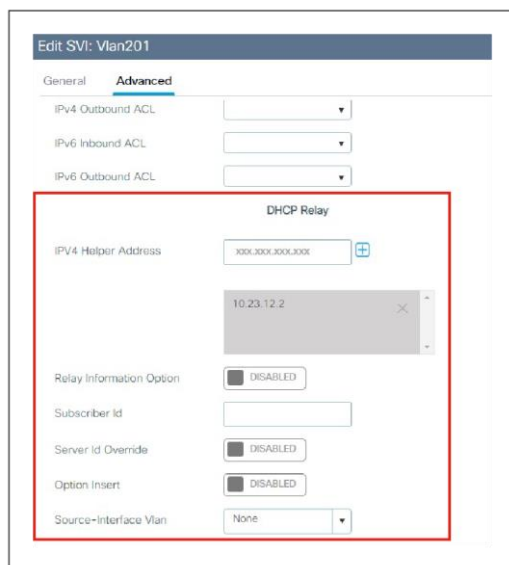 Edit SVI: Vlan201
General Advanced
IPv4 Outbound ACL
IPv6 Inbound ACL
IPv6 Outbound ACL
DHCP Relay
IPV4 Helper Address xxx.xxx.xxx.xxx
10.23.12.2
Relay Information Option DISABLED
Subscriber Id
Server Id Override DISABLED
Option Insert DISABLED
Source-Interface Vlan None